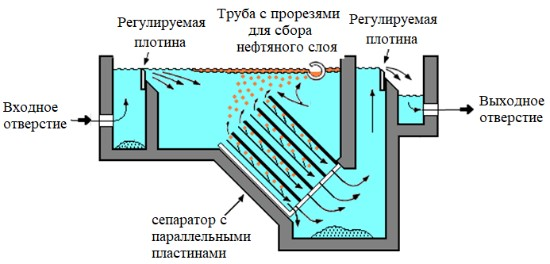 Регулируемая
плотина
Труба с прорезями
для сбора
нефтяного слоя
Регулируемая
плотина
Входное
отверстие
Выходное
отверстие
сепаратор с
параллельными
пластинами